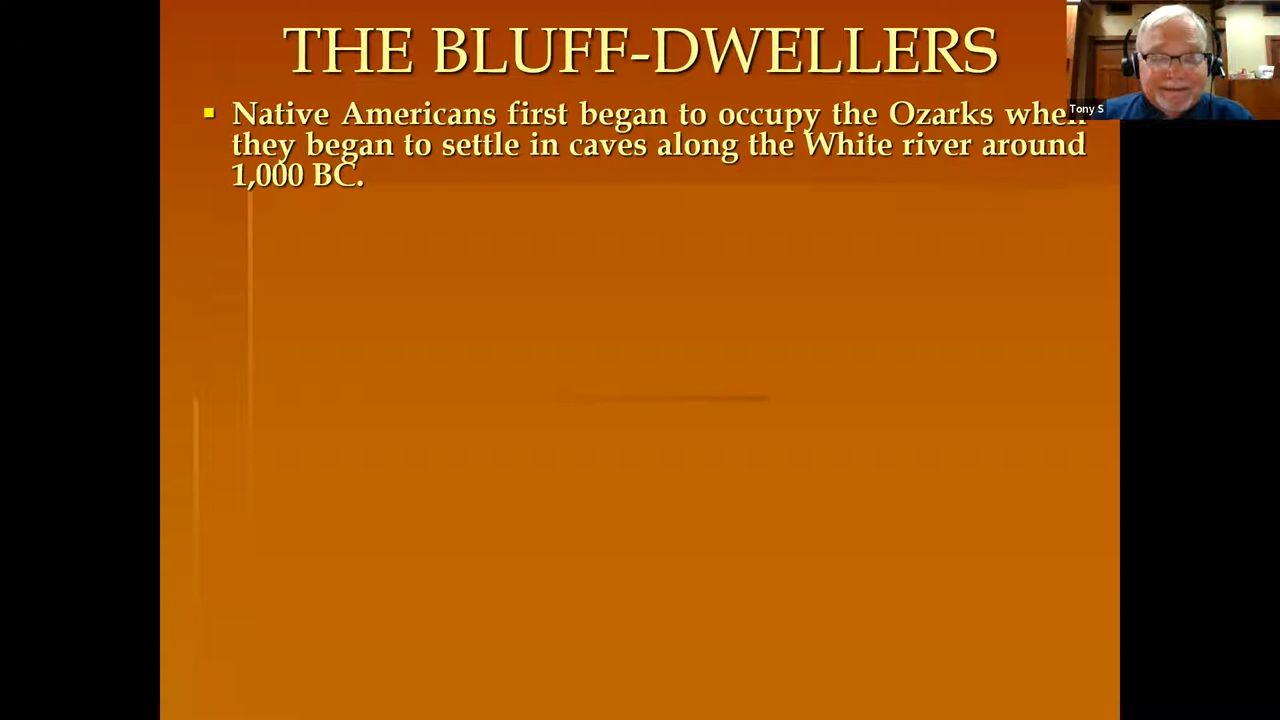 THE BLUFF-DWELLERS
Native Americans first began to occupy the Ozarks when
they began to settle in caves along the White river around
1,000 BC.
Tony S